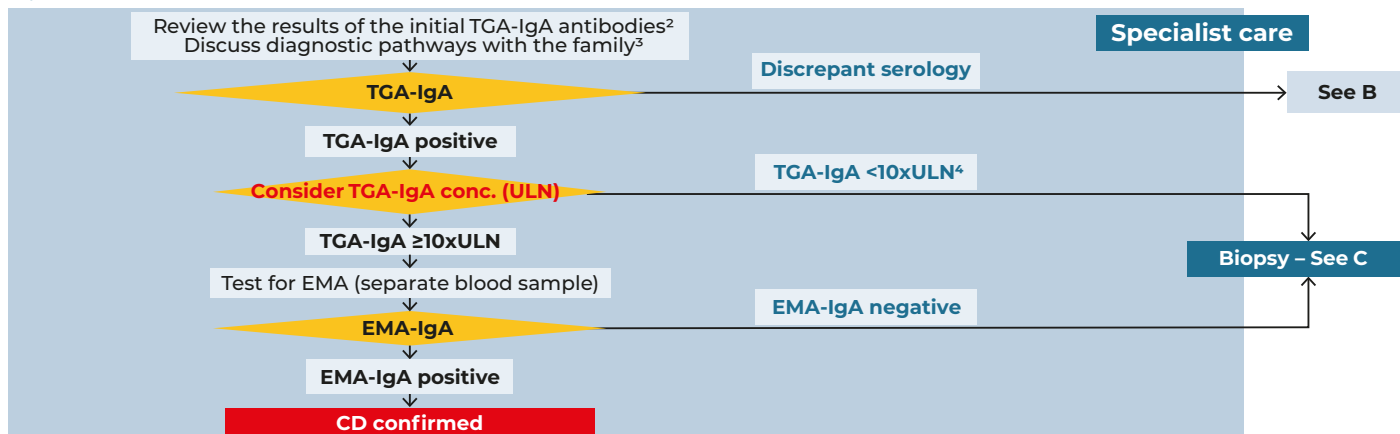 Review the results of the initial TGA-IgA antibodies²
Discuss diagnostic pathways with the family³
Specialist care
Discrepant serology
TGA-IgA
See B
TGA-IgA positive
TGA-IgA <10xULN⁴
Consider TGA-IgA conc. (ULN)
TGA-IgA ≥10xULN
Biopsy – See C
Test for EMA (separate blood sample)
EMA-IgA negative
EMA-IgA
EMA-IgA positive
CD confirmed